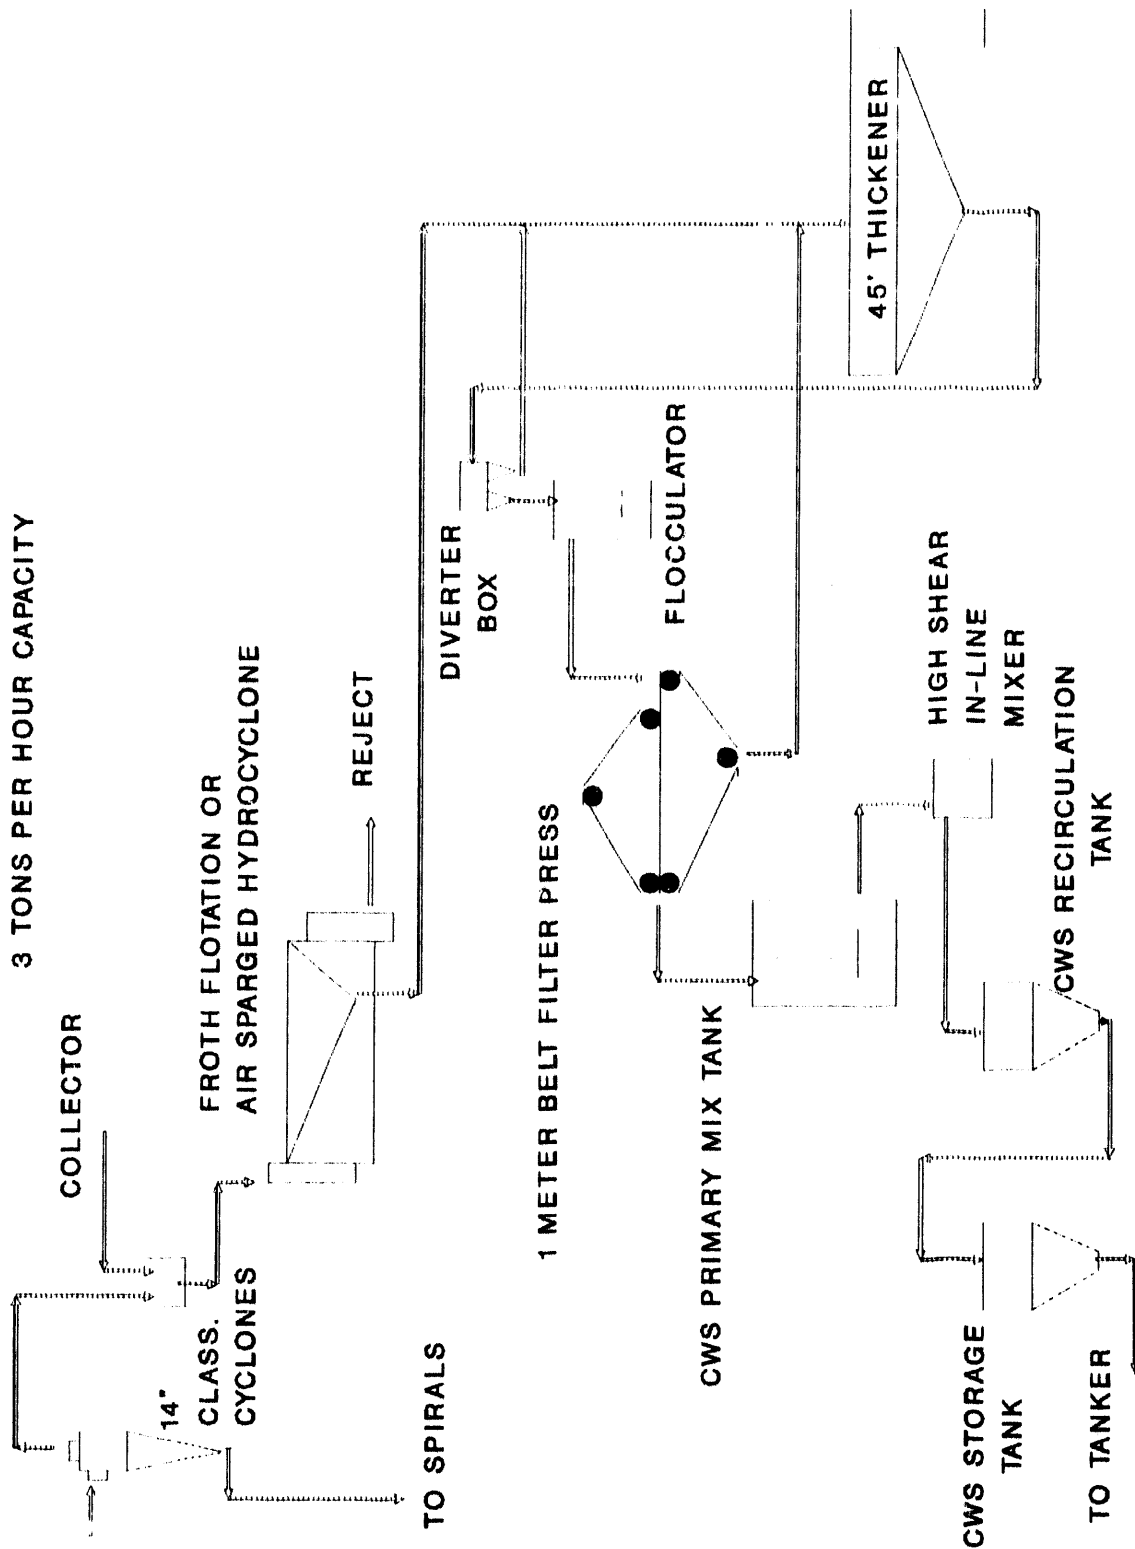 3 TONS PER HOUR CAPACITY
COLLECTOR
FROTH FLOTATION OR
AIR SPARGED HYDROCYCLONE
REJECT
14"
CLASS.
CYCLONES
TO SPIRALS
DIVERTER
BOX
FLOCCULATOR
45' THICKENER
1 METER BELT FILTER PRESS
CWS PRIMARY MIX TANK
HIGH SHEAR
IN-LINE
MIXER
CWS RECIRCULATION
TANK
CWS STORAGE
TANK
TO TANKER